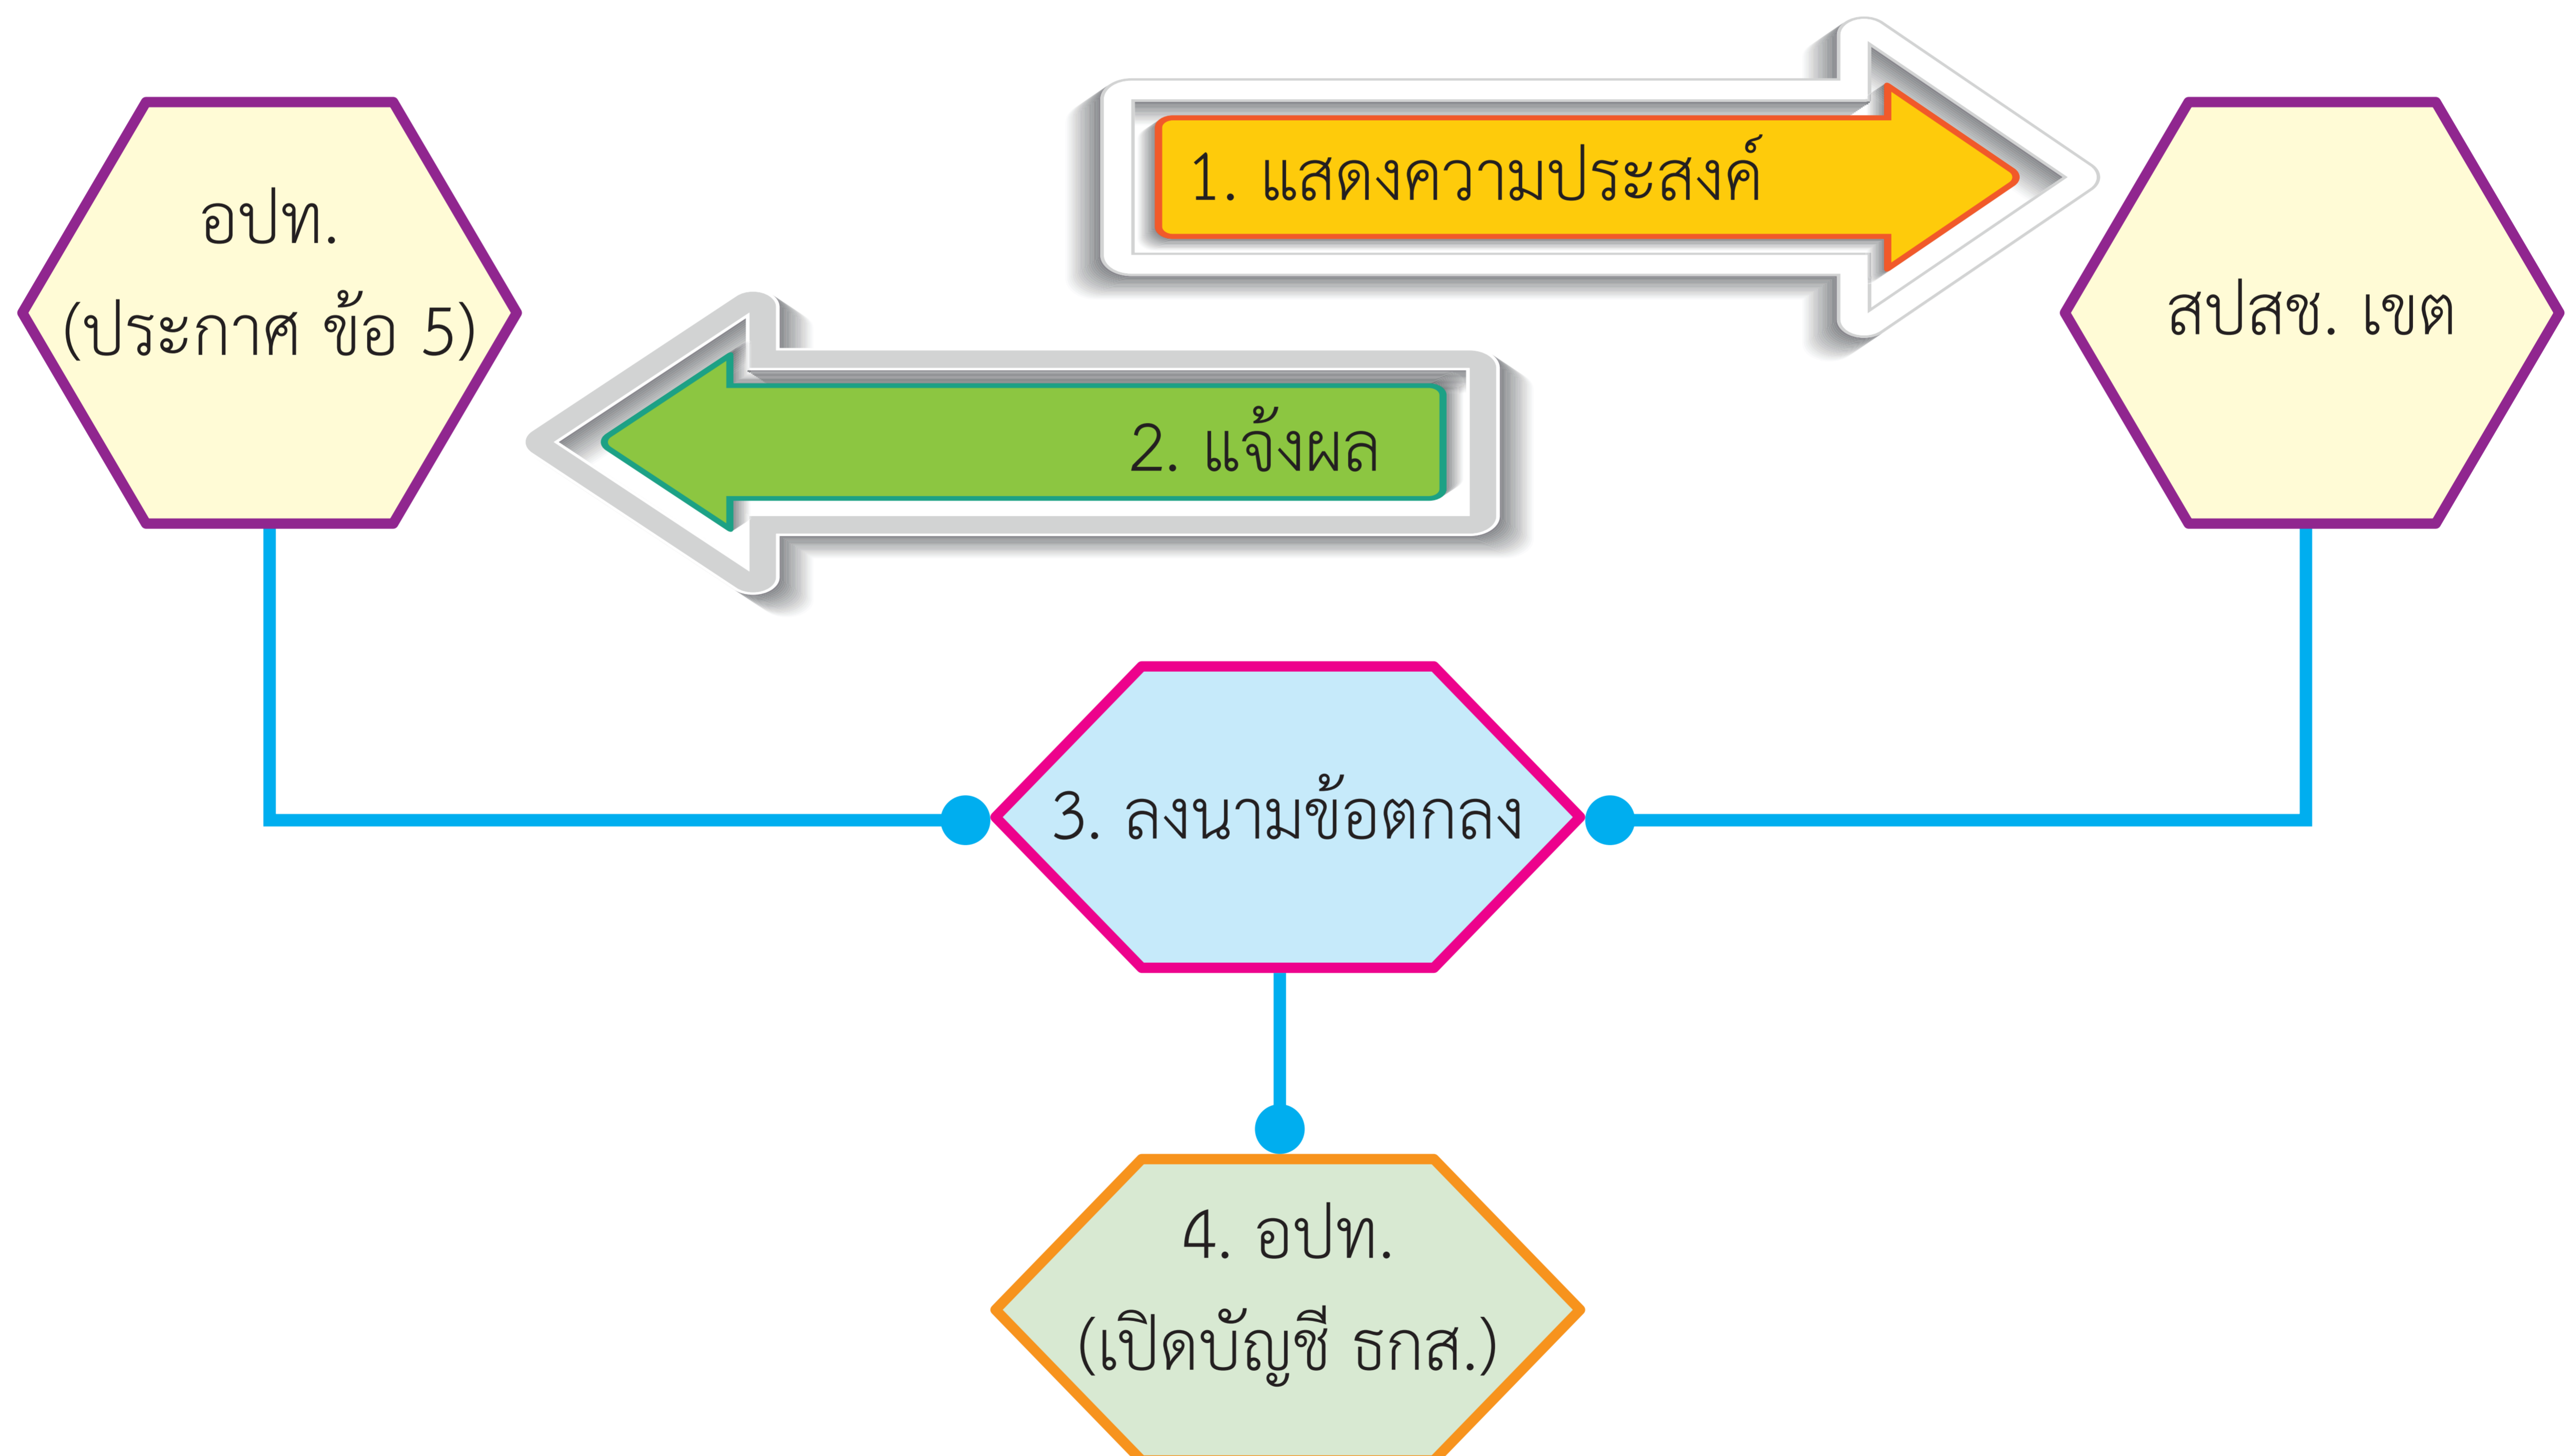 1. แสดงความประสงค์
อปท.
(ประกาศ ข้อ 5)
สปสช. เขต
2. แจ้งผล
3. ลงนามข้อตกลง
4. อปท.
(เปิดบัญชี ธกส.)